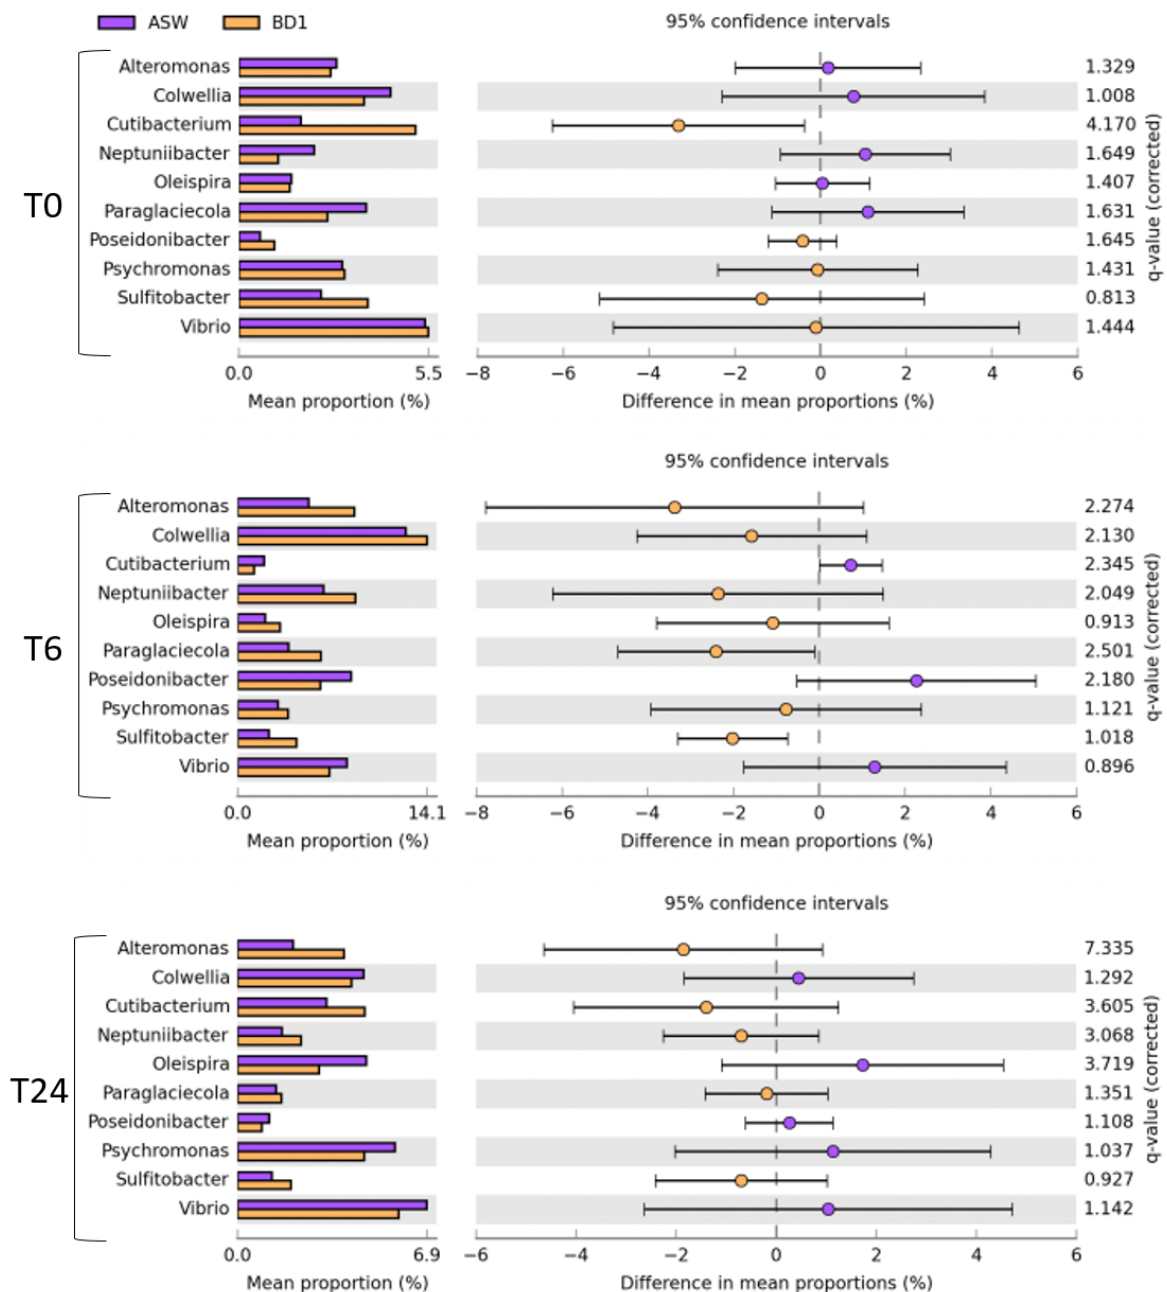 ASW BD1
95% confidence intervals
T0
Alteromonas 1.329
Colwellia 1.008
Cutibacterium 4.170
Neptuniibacter 1.649
Oleispira 1.407
Paraglaciecola 1.631
Poseidonibacter 1.645
Psychromonas 1.431
Sulfitobacter 0.813
Vibrio 1.444
q-value (corrected)
0.0 5.5 −8 −6 −4 −2 0 2 4 6
Mean proportion (%) Difference in mean proportions (%)
95% confidence intervals
T6
Alteromonas 2.274
Colwellia 2.130
Cutibacterium 2.345
Neptuniibacter 2.049
Oleispira 0.913
Paraglaciecola 2.501
Poseidonibacter 2.180
Psychromonas 1.121
Sulfitobacter 1.018
Vibrio 0.896
q-value (corrected)
0.0 14.1 −8 −6 −4 −2 0 2 4 6
Mean proportion (%) Difference in mean proportions (%)
95% confidence intervals
T24
Alteromonas 7.335
Colwellia 1.292
Cutibacterium 3.605
Neptuniibacter 3.068
Oleispira 3.719
Paraglaciecola 1.351
Poseidonibacter 1.108
Psychromonas 1.037
Sulfitobacter 0.927
Vibrio 1.142
q-value (corrected)
0.0 6.9 −6 −4 −2 0 2 4 6
Mean proportion (%) Difference in mean proportions (%)